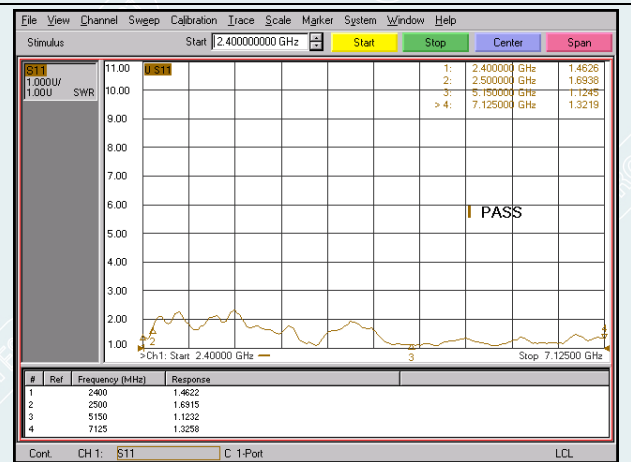 File View Channel Sweep Calibration Trace Scale Marker System Window Help
Stimulus Start 2.400000000 GHz Start Stop Center Span
S11
1.000U/
1.00U SWR
11.00 U S11
10.00
9.00
8.00
7.00
6.00
5.00
4.00
3.00
2.00
1.00
1: 2.400000 GHz 1.4626
2: 2.500000 GHz 1.6938
3: 5.150000 GHz 1.1245
> 4: 7.125000 GHz 1.3219
PASS
2
3
4
>Ch1: Start 2.40000 GHz Stop 7.12500 GHz
# Ref Frequency (MHz) Response
1 2400 1.4622
2 2500 1.6915
3 5150 1.1232
4 7125 1.3258
Cont. CH 1: S11 C 1-Port LCL